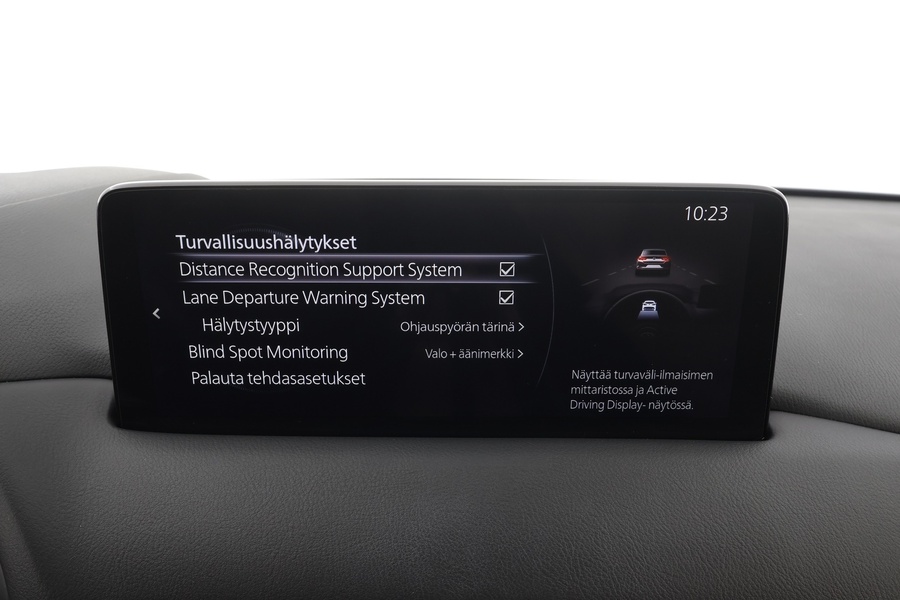 10:23
Turvallisuushälytykset
Distance Recognition Support System
Lane Departure Warning System
Hälytystyyppi Ohjauspyörän tärinä >
Blind Spot Monitoring Valo + äänimerkki >
Palauta tehdasasetukset
Näyttää turvaväli-ilmaisimen
mittaristossa ja Active
Driving Display- näytössä.